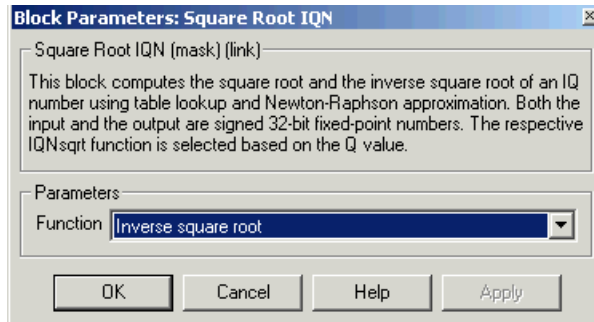 Block Parameters: Square Root IQN
Square Root IQN (mask) (link)
This block computes the square root and the inverse square root of an IQ
number using table lookup and Newton-Raphson approximation. Both the
input and the output are signed 32-bit fixed-point numbers. The respective
IQNsqrt function is selected based on the Q value.
Parameters
Function Inverse square root
OK Cancel Help Apply